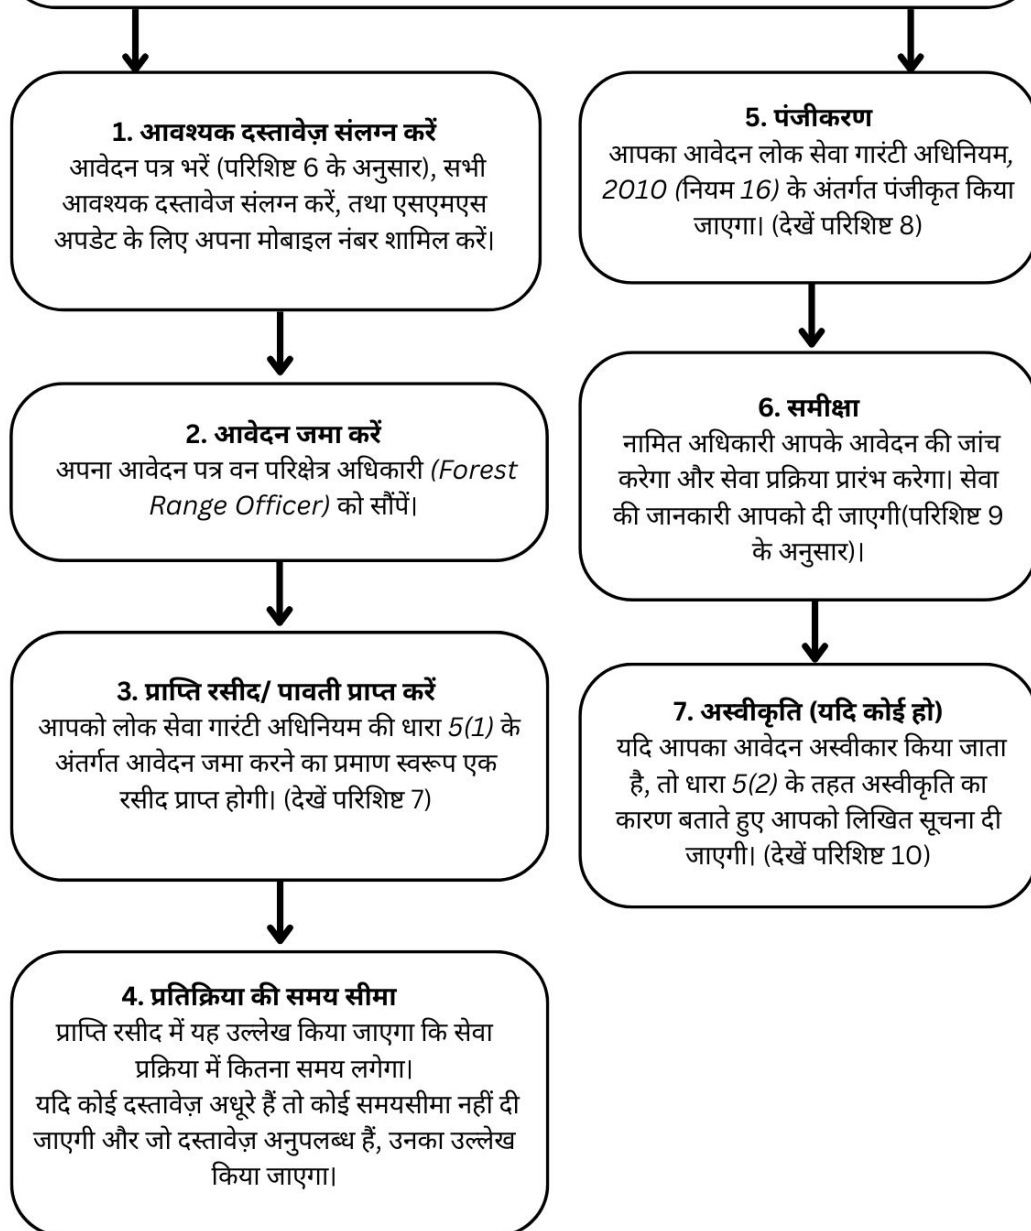 1. आवश्यक दस्तावेज़ संलग्न करें
आवेदन पत्र भरें (परिशिष्ट 6 के अनुसार), सभी
आवश्यक दस्तावेज संलग्न करें, तथा एसएमएस
अपडेट के लिए अपना मोबाइल नंबर शामिल करें।
2. आवेदन जमा करें
अपना आवेदन पत्र वन परिक्षेत्र अधिकारी (Forest
Range Officer) को सौंपें।
3. प्राप्ति रसीद/ पावती प्राप्त करें
आपको लोक सेवा गारंटी अधिनियम की धारा 5(1) के
अंतर्गत आवेदन जमा करने का प्रमाण स्वरूप एक
रसीद प्राप्त होगी। (देखें परिशिष्ट 7)
4. प्रतिक्रिया की समय सीमा
प्राप्ति रसीद में यह उल्लेख किया जाएगा कि सेवा
प्रक्रिया में कितना समय लगेगा।
यदि कोई दस्तावेज़ अधूरे हैं तो कोई समयसीमा नहीं दी
जाएगी और जो दस्तावेज़ अनुपलब्ध हैं, उनका उल्लेख
किया जाएगा।
5. पंजीकरण
आपका आवेदन लोक सेवा गारंटी अधिनियम,
2010 (नियम 16) के अंतर्गत पंजीकृत किया
जाएगा। (देखें परिशिष्ट 8)
6. समीक्षा
नामित अधिकारी आपके आवेदन की जांच
करेगा और सेवा प्रक्रिया प्रारंभ करेगा। सेवा
की जानकारी आपको दी जाएगी(परिशिष्ट 9
के अनुसार)।
7. अस्वीकृति (यदि कोई हो)
यदि आपका आवेदन अस्वीकार किया जाता
है, तो धारा 5(2) के तहत अस्वीकृति का
कारण बताते हुए आपको लिखित सूचना दी
जाएगी। (देखें परिशिष्ट 10)